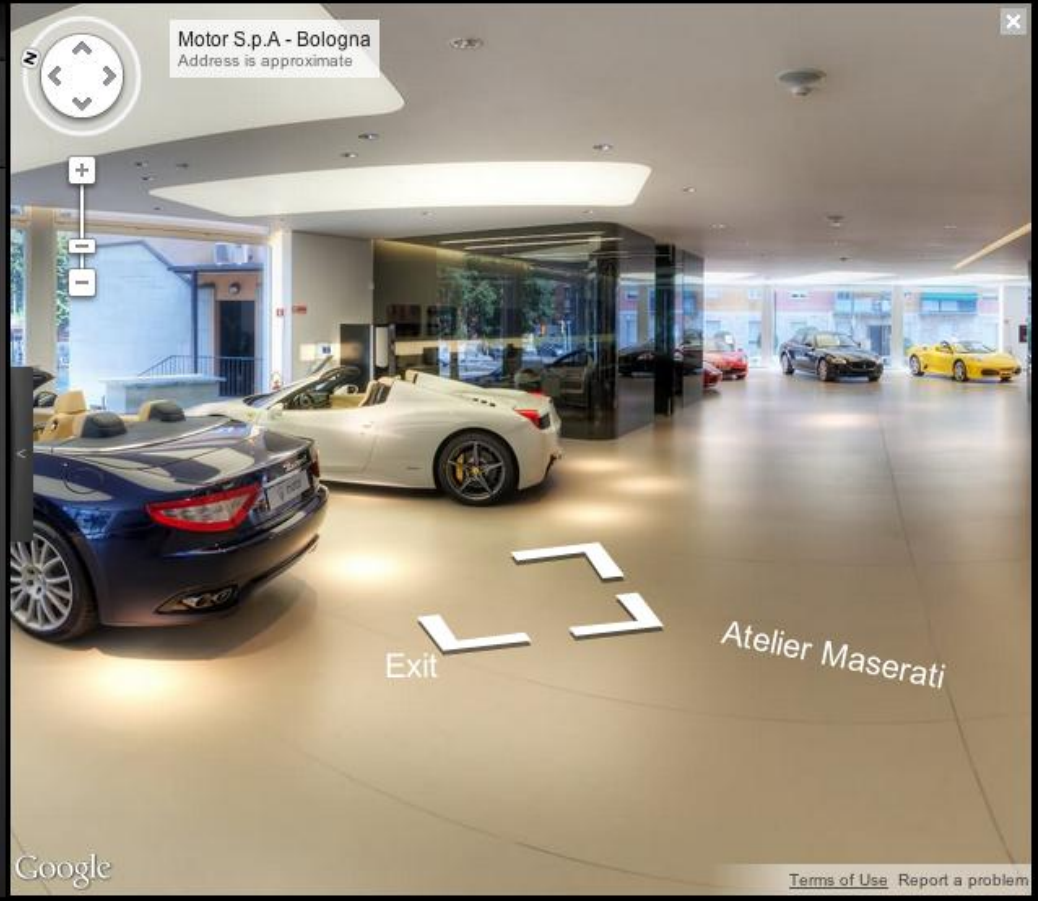 Motor S.p.A - Bologna
Address is approximate
N
Exit
Atelier Maserati
Google
Terms of Use Report a problem